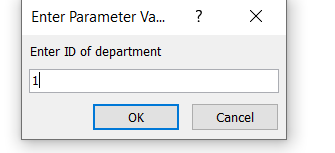 Enter Parameter Va... ?
Enter ID of department
1
OK Cancel